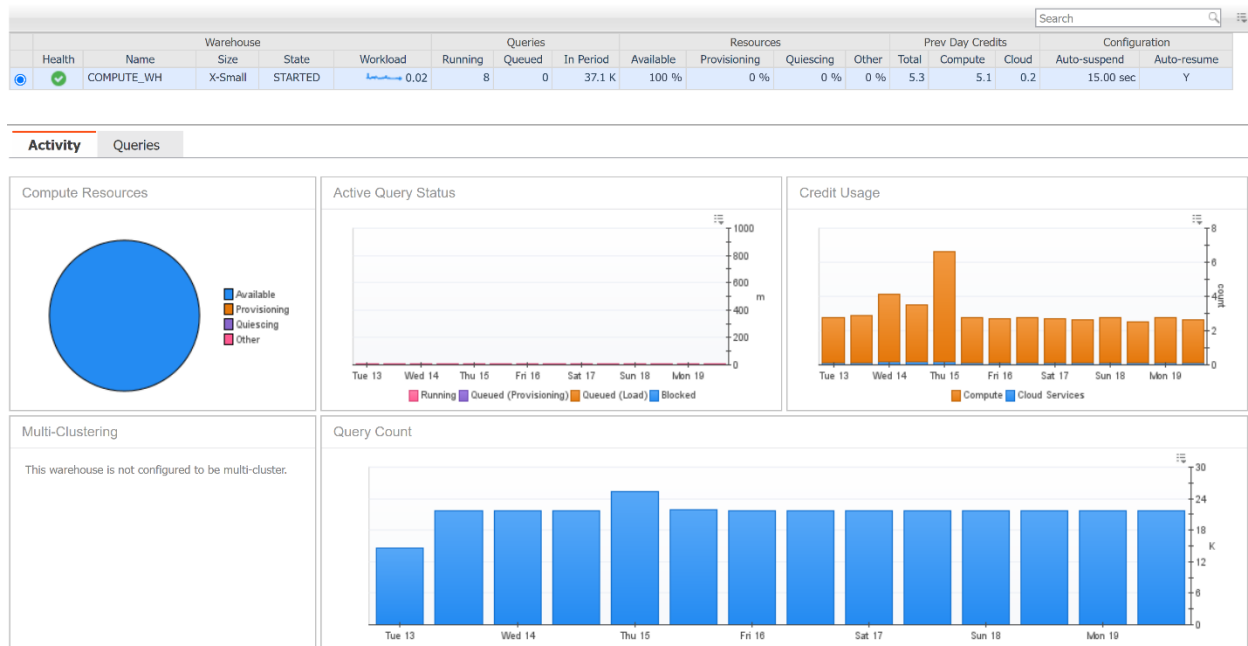 Search
Warehouse Queries Resources Prev Day Credits Configuration
Health Name Size State Workload Running Queued In Period Available Provisioning Quiescing Other Total Compute Cloud Auto-suspend Auto-resume
COMPUTE_WH X-Small STARTED 0.02 8 0 37.1 K 100 % 0 % 0 % 0 % 5.3 5.1 0.2 15.00 sec Y
Activity Queries
Compute Resources
Available
Provisioning
Quiescing
Other
Active Query Status
1000
800
600
m
400
200
0
Tue 13 Wed 14 Thu 15 Fri 16 Sat 17 Sun 18 Mon 19
Running Queued (Provisioning) Queued (Load) Blocked
Credit Usage
8
6
4
count
2
0
Tue 13 Wed 14 Thu 15 Fri 16 Sat 17 Sun 18 Mon 19
Compute Cloud Services
Multi-Clustering
This warehouse is not configured to be multi-cluster.
Query Count
30
24
18
K
12
6
0
Tue 13 Wed 14 Thu 15 Fri 16 Sat 17 Sun 18 Mon 19